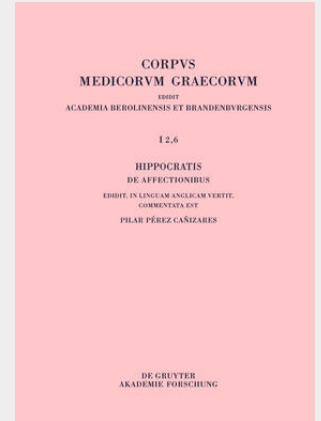 CORPVS
MEDICORVM GRAECORVM
EDIDIT
ACADEMIA BEROLINENSIS ET BRANDENBVRGENSIS
I 2,6
HIPPOCRATIS
DE AFFECTIONIBUS
EDIDIT, IN LINGUAM ANGLICAM VERTIT,
COMMENTATA EST
PILAR PÉREZ CAÑIZARES
DE GRUYTER
AKADEMIE FORSCHUNG